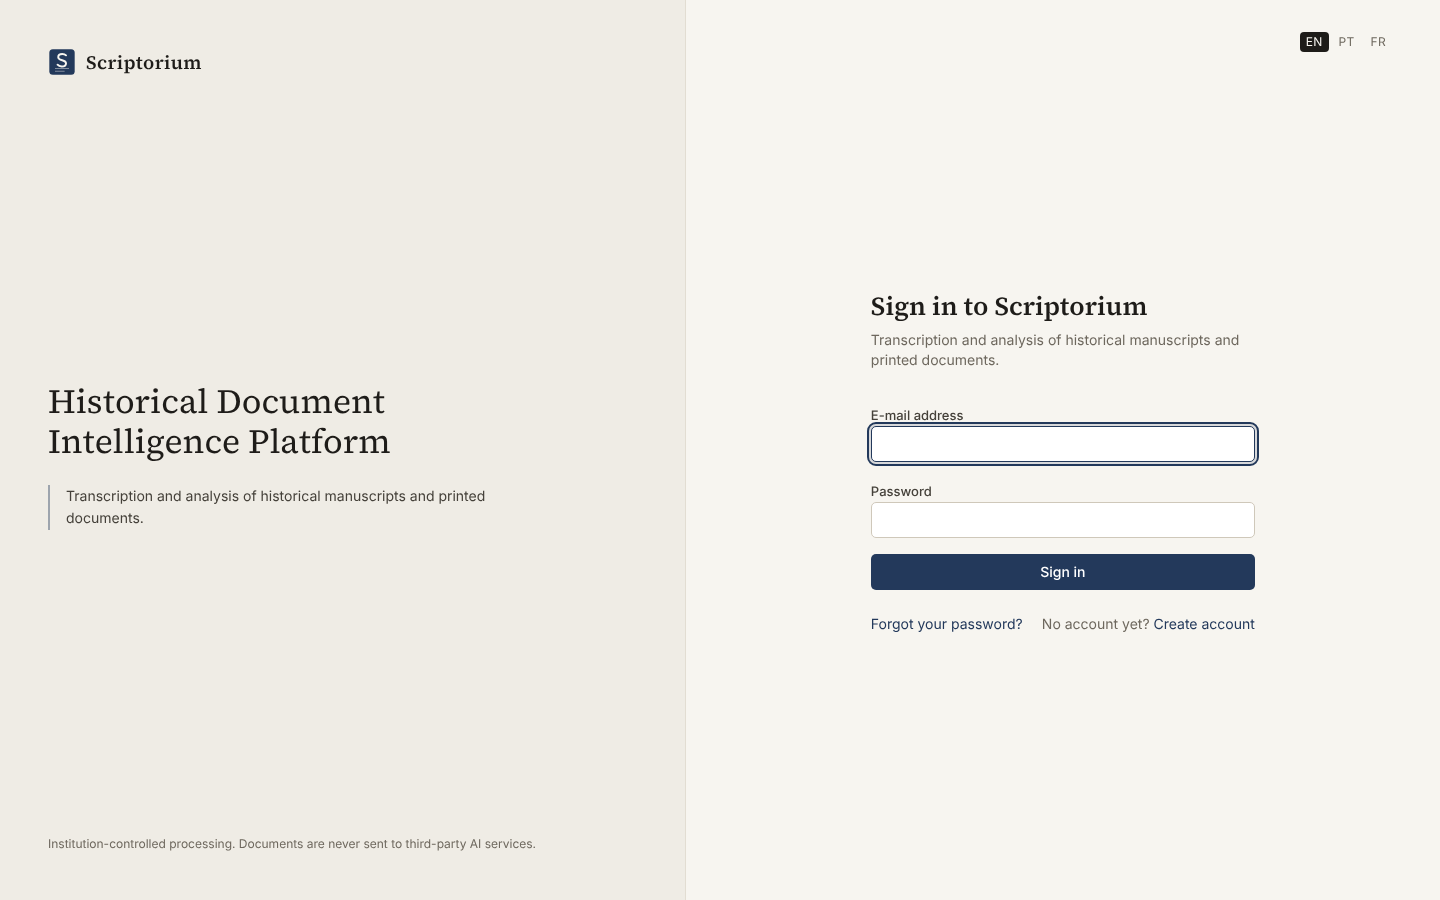 S
Scriptorium
Historical Document
Intelligence Platform
Transcription and analysis of historical manuscripts and printed
documents.
Institution-controlled processing. Documents are never sent to third-party AI services.
EN PT FR
Sign in to Scriptorium
Transcription and analysis of historical manuscripts and
printed documents.
E-mail address
Password
Sign in
Forgot your password? No account yet? Create account